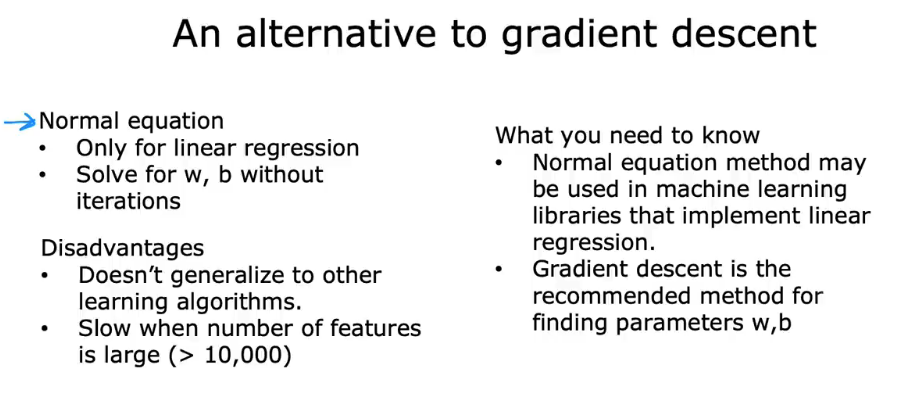 An alternative to gradient descent
Normal equation
• Only for linear regression
• Solve for w, b without
iterations
Disadvantages
• Doesn’t generalize to other
learning algorithms.
• Slow when number of features
is large (> 10,000)
What you need to know
• Normal equation method may
be used in machine learning
libraries that implement linear
regression.
• Gradient descent is the
recommended method for
finding parameters w,b